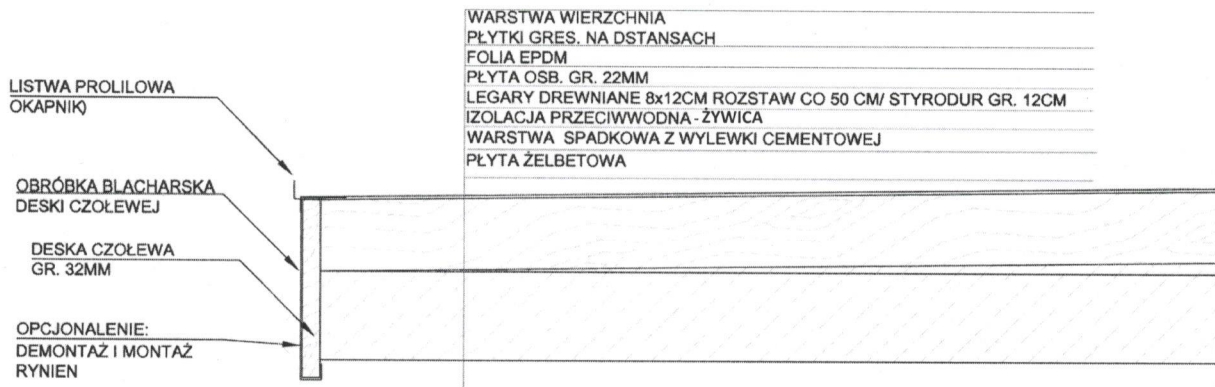 WARSTWA WIERZCHNIA
PŁYTKI GRES. NA DSTANSACH
FOLIA EPDM
PŁYTA OSB. GR. 22MM
LEGARY DREWNIANE 8x12CM ROZSTAW CO 50 CM/ STYRODUR GR. 12CM
IZOLACJA PRZECIWWODNA - ŻYWICA
WARSTWA SPADKOWA Z WYLEWKI CEMENTOWEJ
PŁYTA ŻELBETOWA
LISTWA PROLILOWA
OKAPNIK)
OBRÓBKA BLACHARSKA
DESKI CZOŁEWEJ
DESKA CZOŁEWA
GR. 32MM
OPCJONALENIE:
DEMONTAŻ I MONTAŻ
RYNIEN